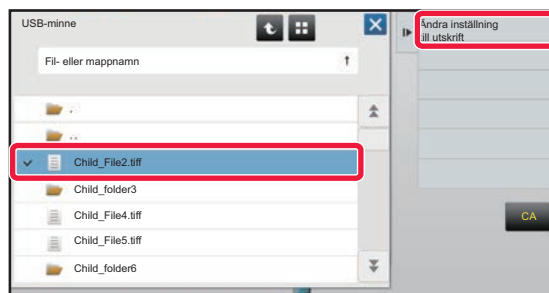 USB-minne
Fil- eller mappnamn
.
..
Child_File2.tiff
Child_folder3
Child_File4.tiff
Child_File5.tiff
Child_folder6
Ändra inställning
till utskrift
CA